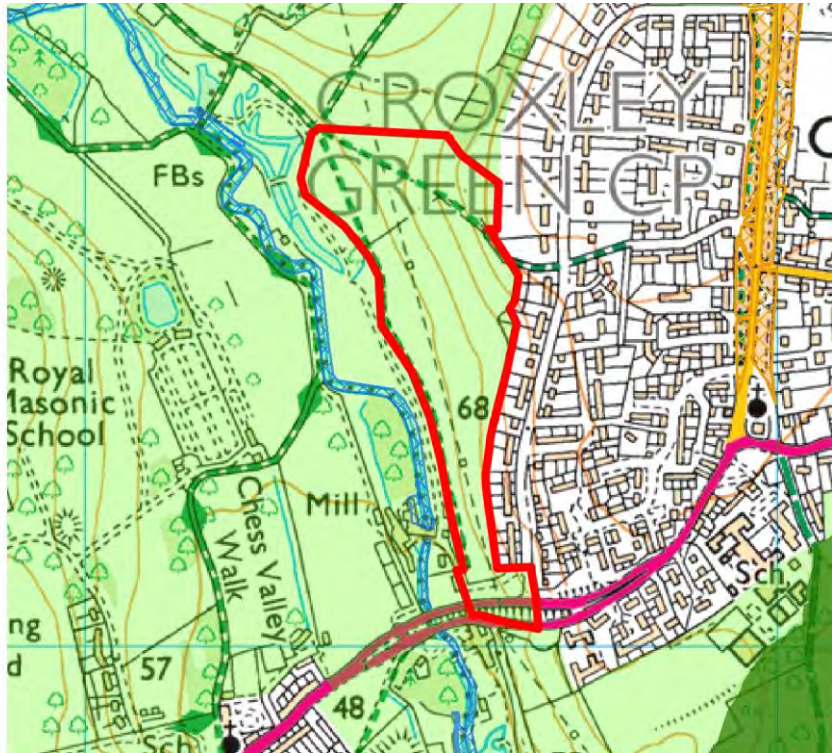 CROXLEY
GREEN CP
C
FBs
Royal
Masonic
School
68
Mill
Chess Valley
Walk
Sch
ng
d
57
48
Sch